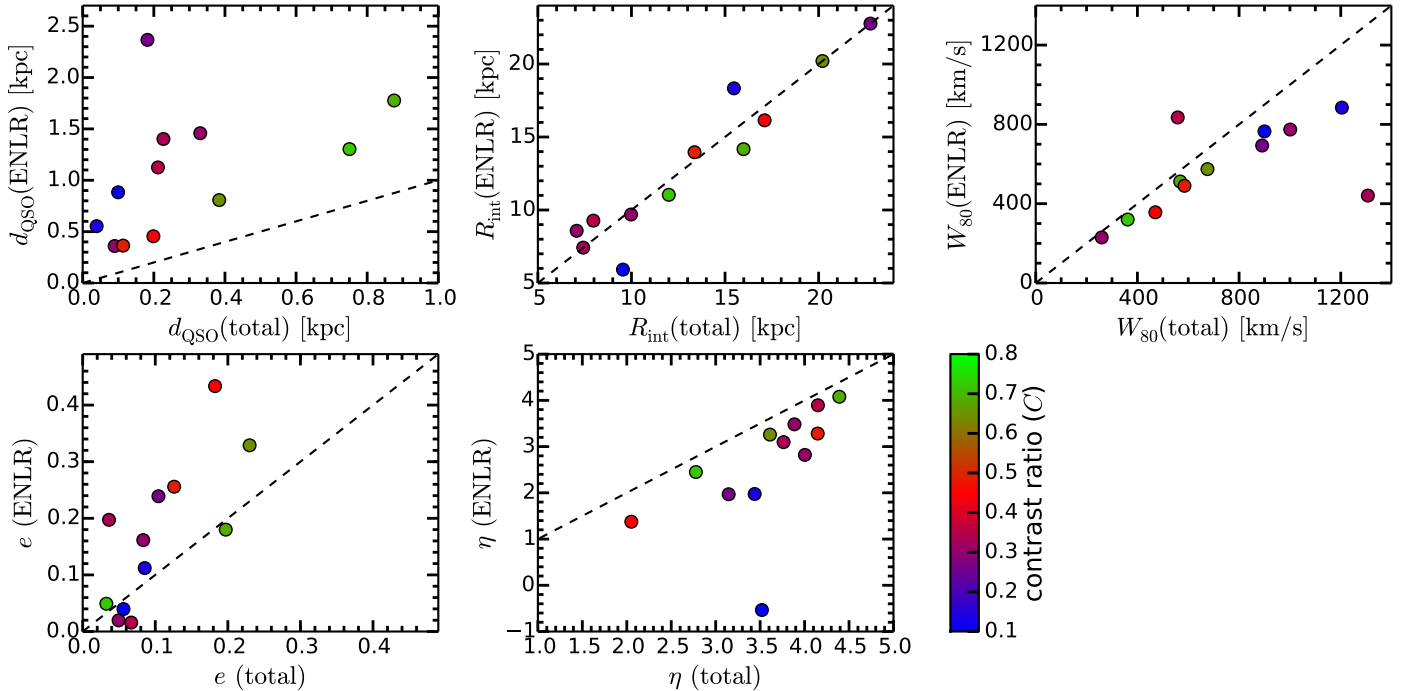 2.5
2.0
1.5
1.0
0.5
0.0
d_QSO(ENLR) [kpc]
0.0 0.2 0.4 0.6 0.8 1.0
d_QSO(total) [kpc]
20
15
10
5
R_int(ENLR) [kpc]
5 10 15 20
R_int(total) [kpc]
1200
800
400
0
W_80(ENLR) [km/s]
0 400 800 1200
W_80(total) [km/s]
0.4
0.3
0.2
0.1
0.0
e (ENLR)
0.0 0.1 0.2 0.3 0.4
e (total)
5
4
3
2
1
0
−1
η (ENLR)
1.0 1.5 2.0 2.5 3.0 3.5 4.0 4.5 5.0
η (total)
0.8
0.7
0.6
0.5
0.4
0.3
0.2
0.1
contrast ratio (C)